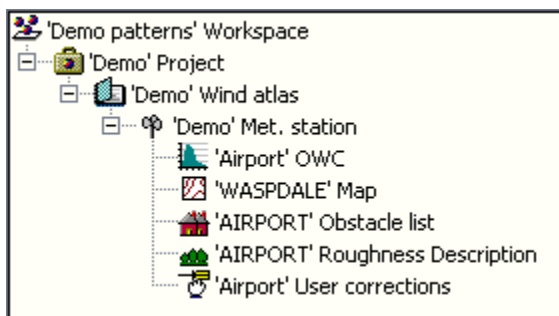 'Demo patterns' Workspace
'Demo' Project
'Demo' Wind atlas
'Demo' Met. station
'Airport' OWC
'WASPDALE' Map
'AIRPORT' Obstacle list
'AIRPORT' Roughness Description
'Airport' User corrections